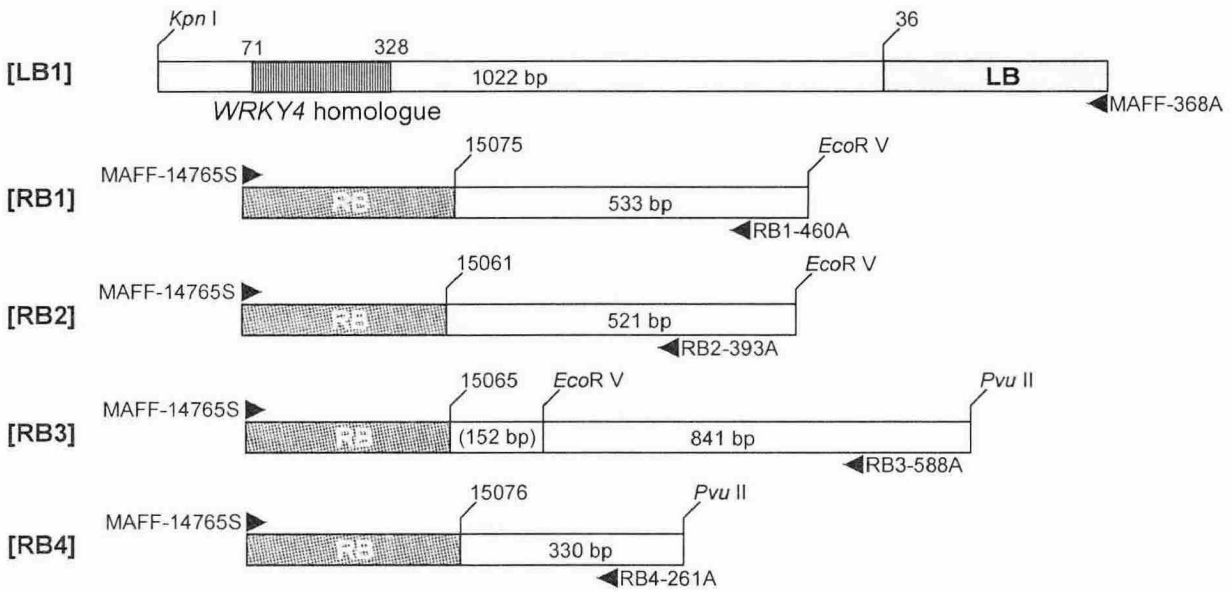 Kpn I
71 328 36
[LB1] 1022 bp LB
WRKY4 homologue MAFF-368A
15075 EcoR V
MAFF-14765S
[RB1] RB 533 bp
RB1-460A
15061 EcoR V
MAFF-14765S
[RB2] RB 521 bp
RB2-393A
15065 EcoR V Pvu II
MAFF-14765S
[RB3] RB (152 bp) 841 bp
RB3-588A
15076 Pvu II
MAFF-14765S
[RB4] RB 330 bp
RB4-261A